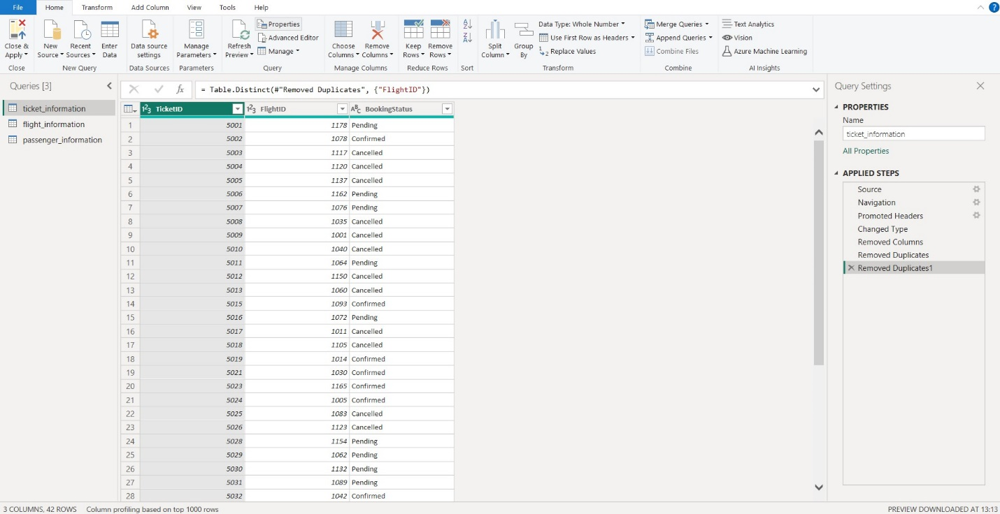 File Home Transform Add Column View Tools Help
Close & Apply
New Source
Recent Sources
Enter Data
Data source settings
Manage Parameters
Refresh Preview
Properties
Advanced Editor
Manage
Choose Columns
Remove Columns
Keep Rows
Remove Rows
Split Column
Group By
Data Type: Whole Number
Use First Row as Headers
Replace Values
Merge Queries
Append Queries
Combine Files
Text Analytics
Vision
Azure Machine Learning
Close New Query Data Sources Parameters Query Manage Columns Reduce Rows Sort Transform Combine AI Insights
Queries [3]
ticket_information
flight_information
passenger_information
fx = Table.Distinct(#"Removed Duplicates", {"FlightID"})
123 TicketID 123 FlightID ABC BookingStatus
1 5001 1178 Pending
2 5002 1078 Confirmed
3 5003 1117 Cancelled
4 5004 1120 Cancelled
5 5005 1137 Cancelled
6 5006 1162 Pending
7 5007 1076 Pending
8 5008 1035 Cancelled
9 5009 1001 Cancelled
10 5010 1040 Cancelled
11 5011 1064 Pending
12 5012 1150 Cancelled
13 5013 1060 Cancelled
14 5015 1093 Confirmed
15 5016 1072 Pending
16 5017 1011 Cancelled
17 5018 1105 Cancelled
18 5019 1014 Confirmed
19 5021 1030 Confirmed
20 5023 1165 Confirmed
21 5024 1005 Confirmed
22 5025 1083 Cancelled
23 5026 1123 Cancelled
24 5028 1154 Pending
25 5029 1062 Pending
26 5030 1132 Pending
27 5031 1089 Pending
28 5032 1042 Confirmed
Query Settings
PROPERTIES
Name
ticket_information
All Properties
APPLIED STEPS
Source
Navigation
Promoted Headers
Changed Type
Removed Columns
Removed Duplicates
Removed Duplicates1
3 COLUMNS, 42 ROWS Column profiling based on top 1000 rows
PREVIEW DOWNLOADED AT 13:13